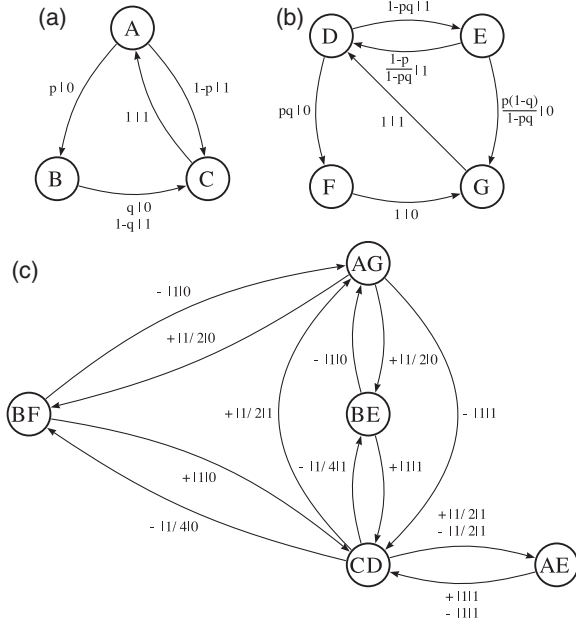 (a)
A
p|0
1-p|1
1|1
B
C
q|0
1-q|1
(b)
D
1-pq|1
E
1-p
1-pq
|1
pq|0
1|1
p(1-q)
1-pq
|0
F
G
1|0
(c)
AG
- |1|0
+|1/2|0
- |1|0
+|1/2|0
BF
BE
+|1/2|1
- |1|1
+|1|0
- |1/4|1
+|1|1
- |1/4|0
+|1/2|1
- |1/2|1
CD
AE
+|1|1
- |1|1